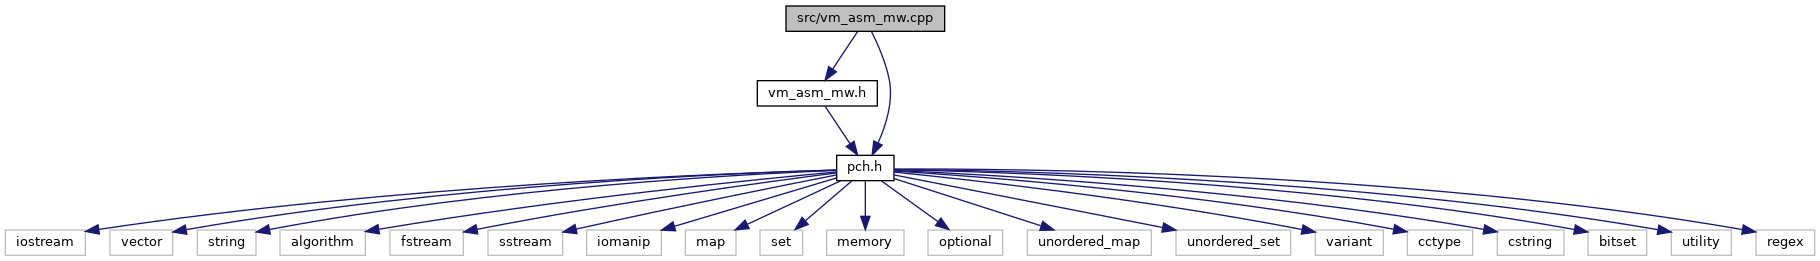 src/vm_asm_mw.cpp
vm_asm_mw.h
pch.h
iostream
vector
string
algorithm
fstream
sstream
iomanip
map
set
memory
optional
unordered_map
unordered_set
variant
cctype
cstring
bitset
utility
regex